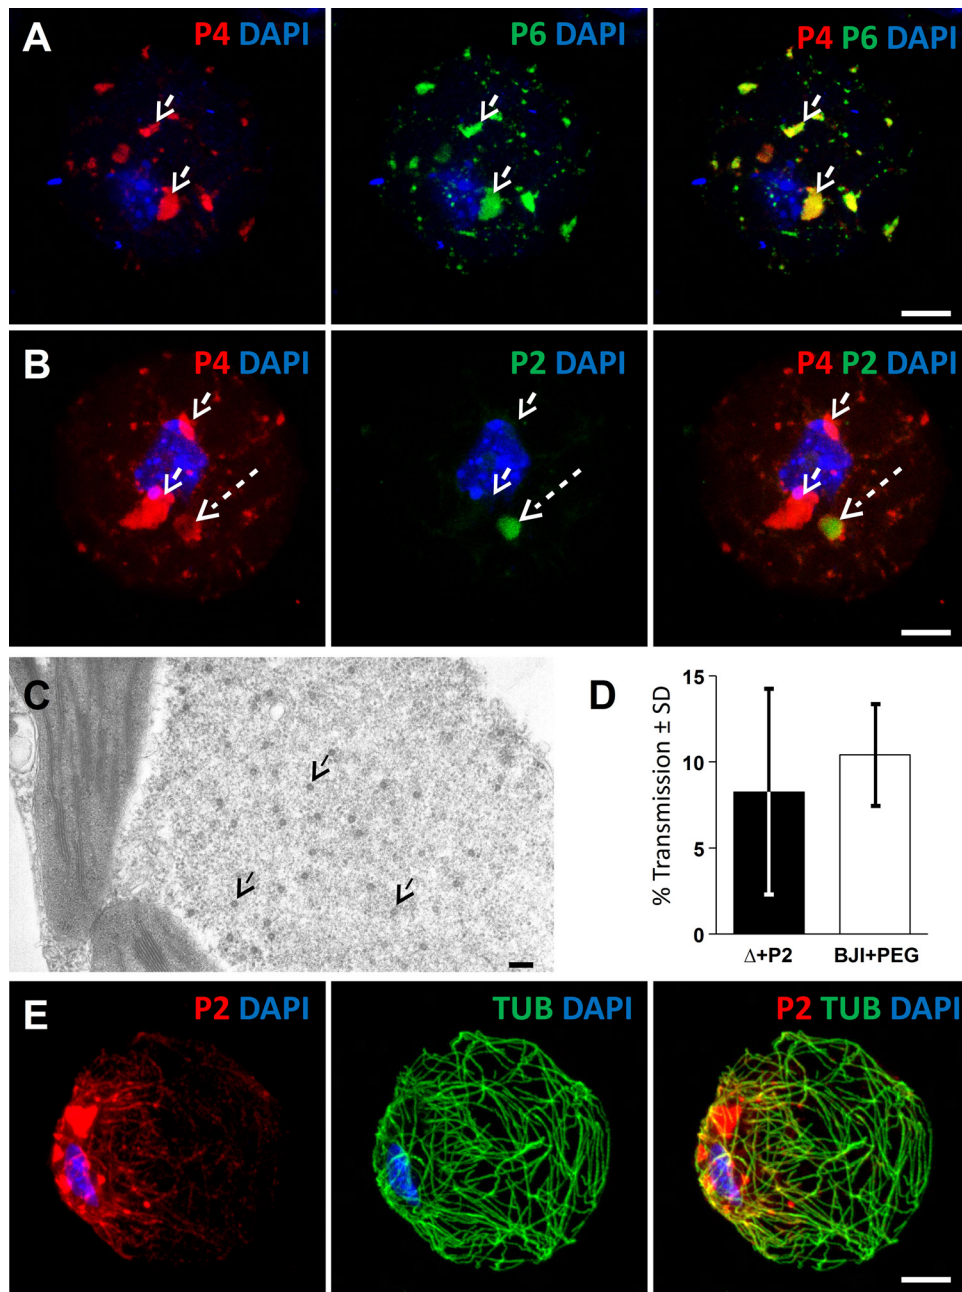 A
P4 DAPI
P6 DAPI
P4 P6 DAPI
B
P4 DAPI
P2 DAPI
P4 P2 DAPI
C
D
% Transmission ± SD
15
10
5
0
Δ+P2
BJI+PEG
E
P2 DAPI
TUB DAPI
P2 TUB DAPI